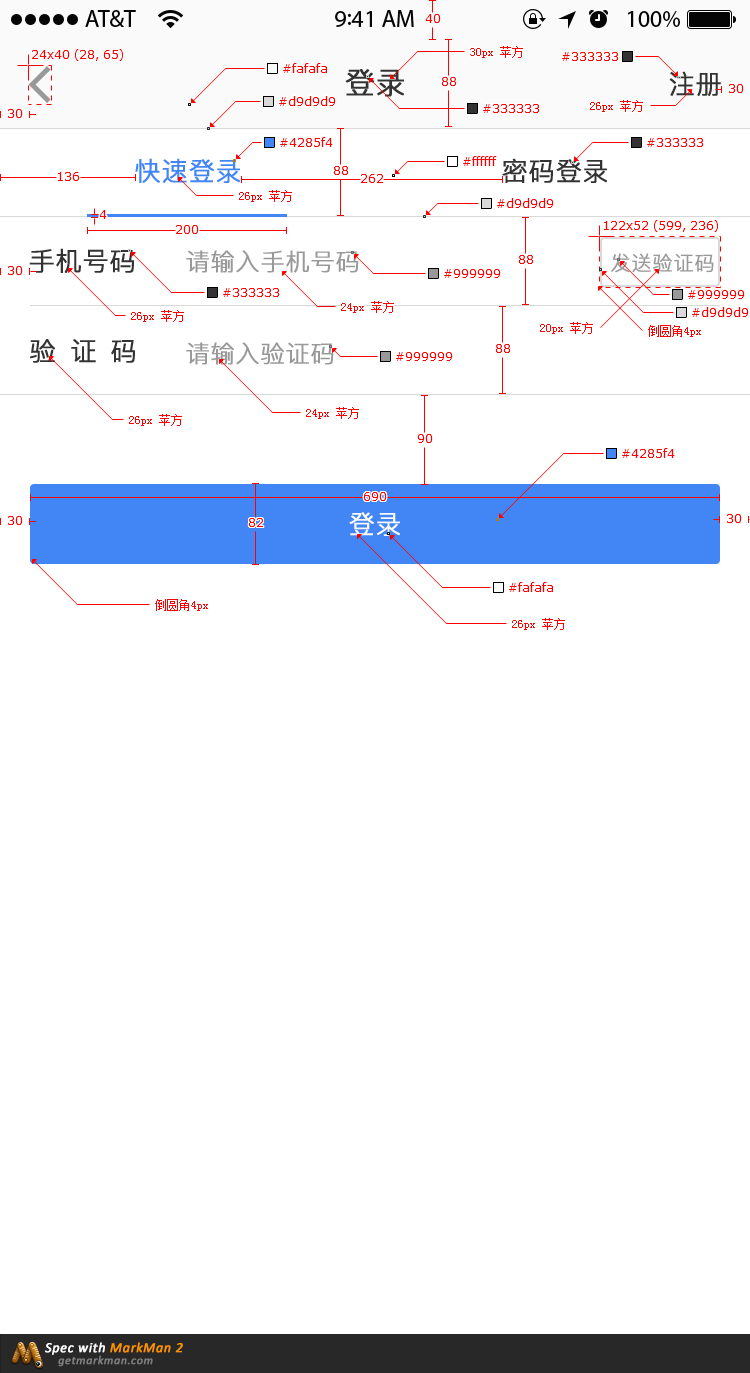 AT&T 9:41 AM 100%
40
24x40 (28, 65)
30px 苹方
#333333
#fafafa
登录
88
注册
30
#d9d9d9
#333333
26px 苹方
30
#4285f4
#333333
快速登录
88
#ffffff
密码登录
136
262
26px 苹方
#d9d9d9
4
200
122x52 (599, 236)
30
手机号码
请输入手机号码
88
发送验证码
#999999
#333333
#999999
24px 苹方
#d9d9d9
26px 苹方
20px 苹方
倒圆角4px
验 证 码
请输入验证码
#999999
88
26px 苹方
24px 苹方
90
#4285f4
690
30
82
登录
30
#fafafa
倒圆角4px
26px 苹方
Spec with MarkMan 2
getmarkman.com